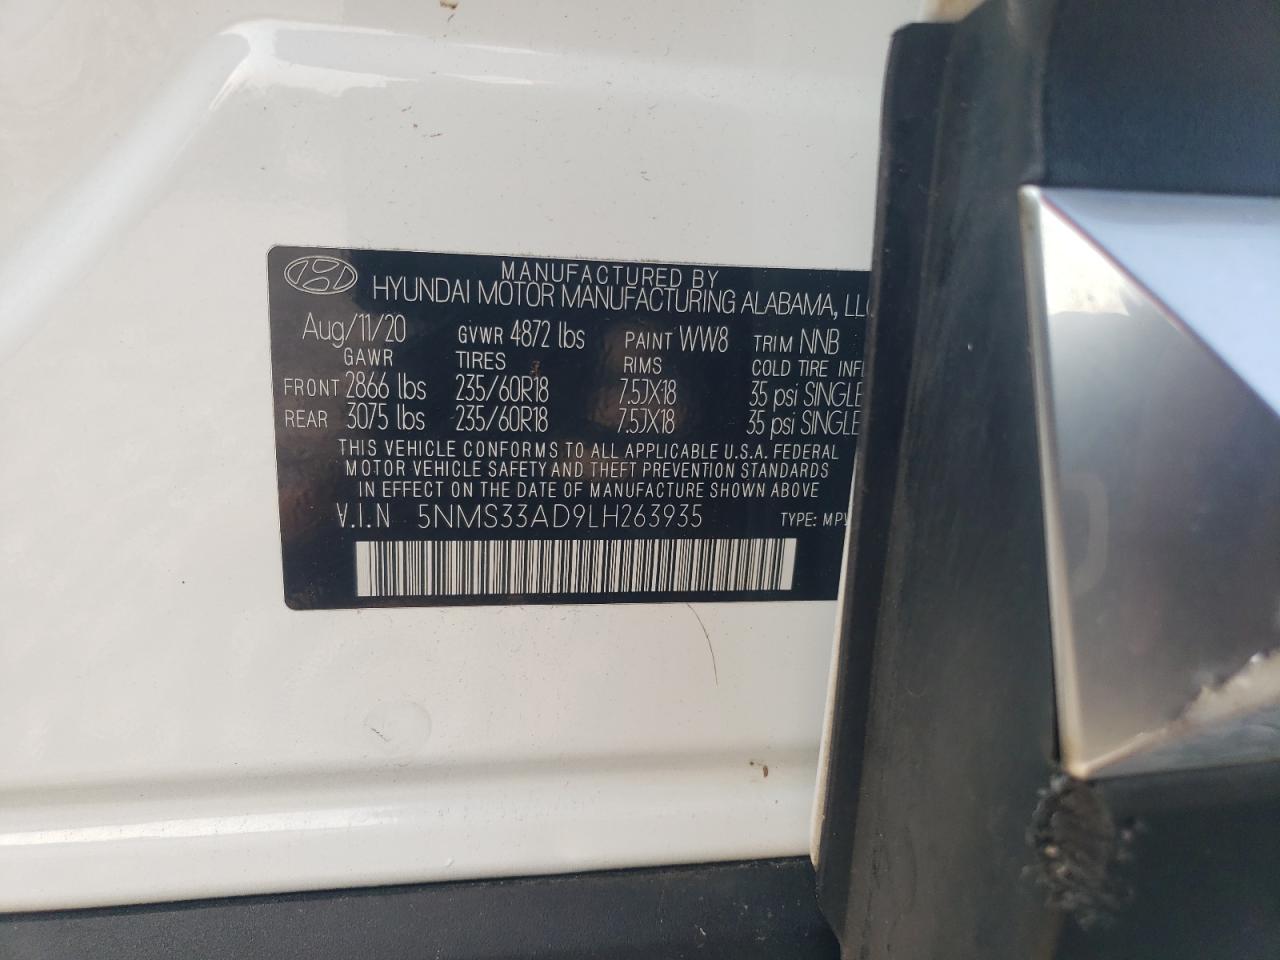 MANUFACTURED BY
HYUNDAI MOTOR MANUFACTURING ALABAMA, LLC
Aug/11/20 GVWR 4872 lbs PAINT WW8 TRIM NNB
GAWR TIRES RIMS COLD TIRE INF
FRONT 2866 lbs 235/60R18 7.5JX18 35 psi SINGLE
REAR 3075 lbs 235/60R18 7.5JX18 35 psi SINGLE
THIS VEHICLE CONFORMS TO ALL APPLICABLE U.S.A. FEDERAL
MOTOR VEHICLE SAFETY AND THEFT PREVENTION STANDARDS
IN EFFECT ON THE DATE OF MANUFACTURE SHOWN ABOVE
V.I.N 5NMS33AD9LH263935 TYPE: MPV